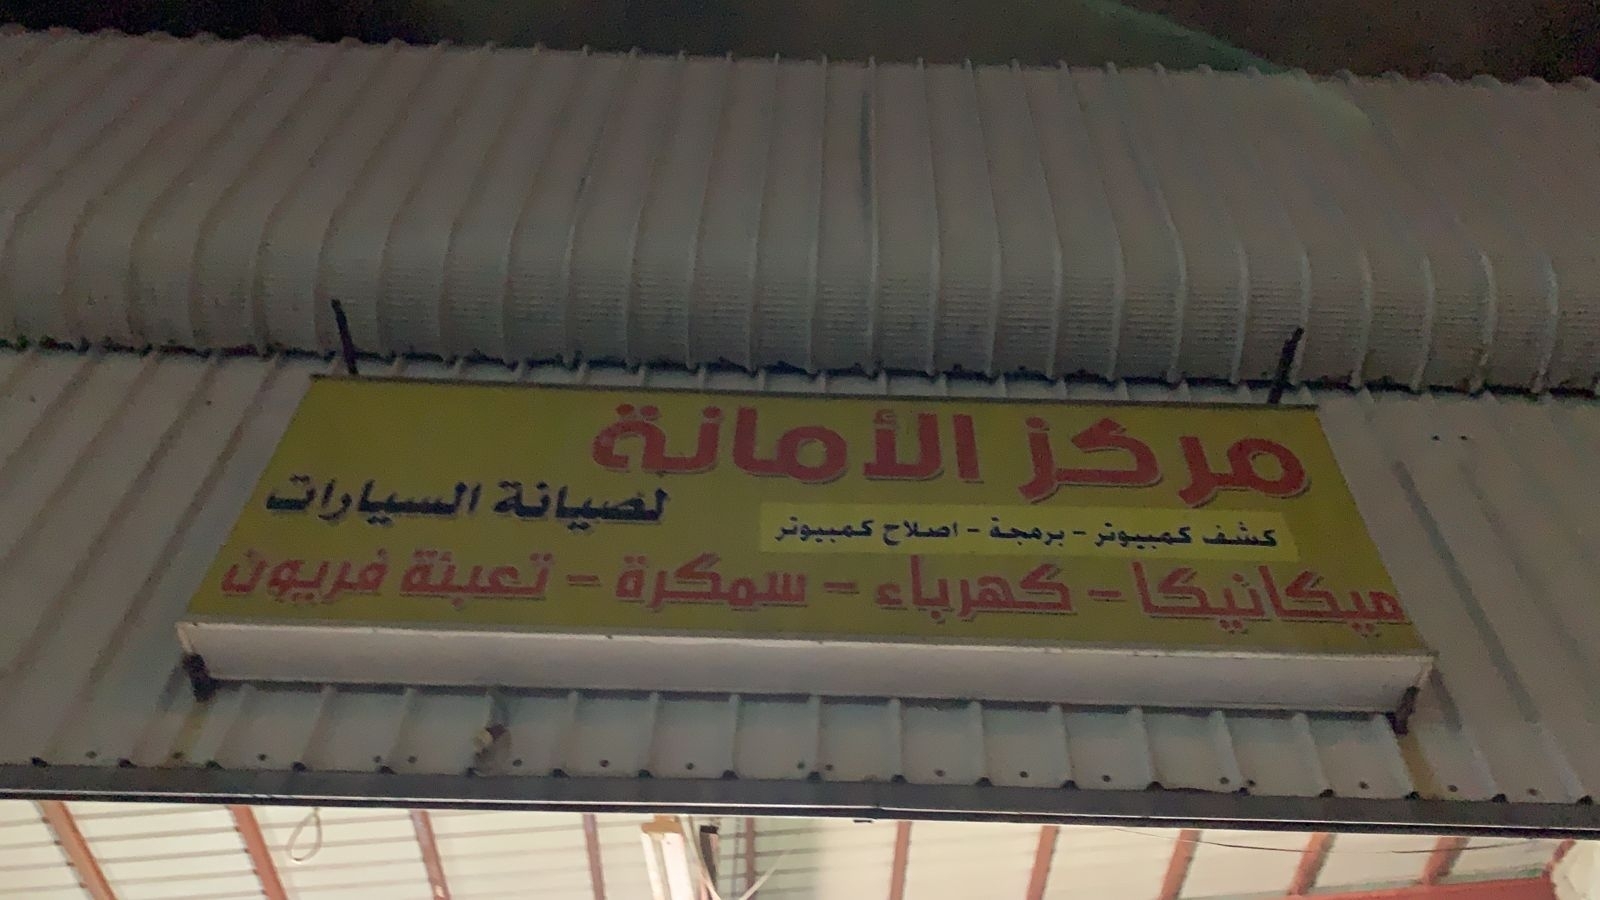 مركز الأمانة
لصيانة السيارات
كشف كمبيوتر - برمجة - اصلاح كمبيوتر
ميكانيكا - كهرباء - سمكرة - تعبئة فريون